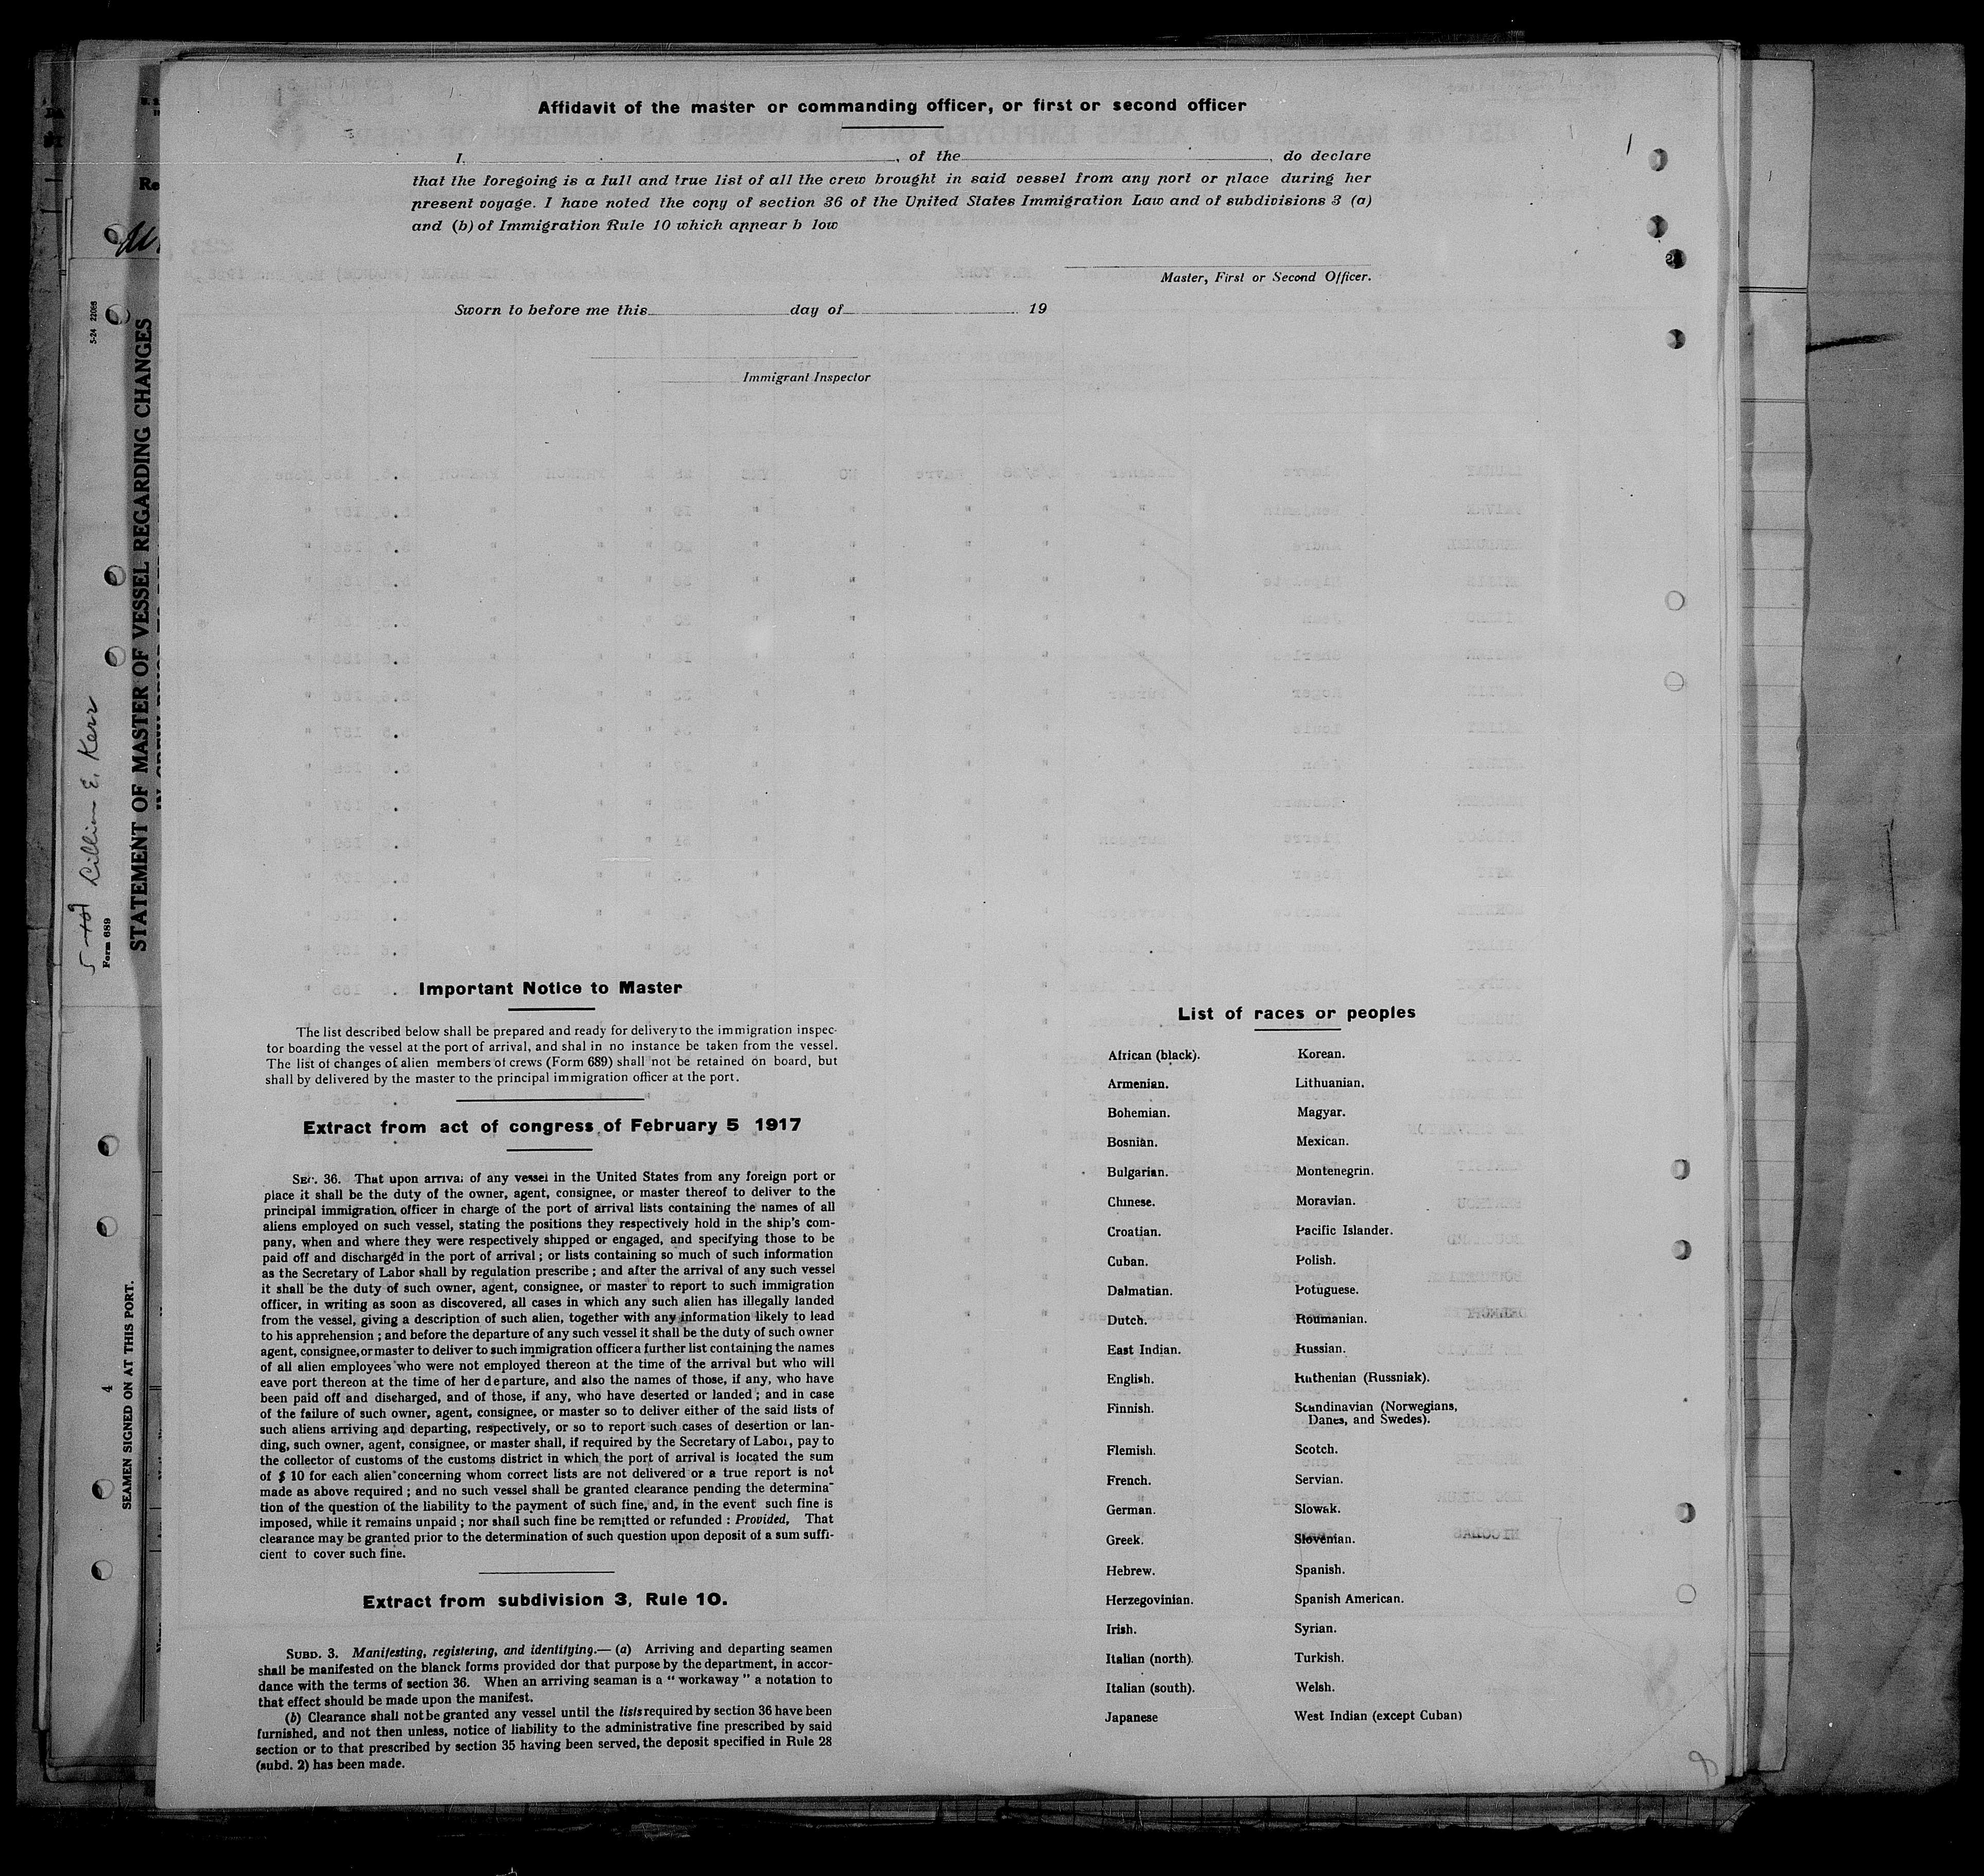 Affidavit of the master or commanding officer, or first or second officer
I, , of the , do declare
that the foregoing is a full and true list of all the crew brought in said vessel from any port or place during her
present voyage. I have noted the copy of section 36 of the United States Immigration Law and of subdivisions 3 (a)
and (b) of Immigration Rule 10 which appear b low
Master, First or Second Officer.
Sworn to before me this day of 19
Immigrant Inspector
5-24 22066
STATEMENT OF MASTER OF VESSEL REGARDING CHANGES
Lillian E. Kerr
Form 689
SEAMEN SIGNED ON AT THIS PORT.
4
Important Notice to Master
The list described below shall be prepared and ready for delivery to the immigration inspec-
tor boarding the vessel at the port of arrival, and shal in no instance be taken from the vessel.
The list of changes of alien members of crews (Form 689) shall not be retained on board, but
shall by delivered by the master to the principal immigration officer at the port.
Extract from act of congress of February 5 1917
SEC. 36. That upon arrival of any vessel in the United States from any foreign port or
place it shall be the duty of the owner, agent, consignee, or master thereof to deliver to the
principal immigration officer in charge of the port of arrival lists containing the names of all
aliens employed on such vessel, stating the positions they respectively hold in the ship's com-
pany, when and where they were respectively shipped or engaged, and specifying those to be
paid off and discharged in the port of arrival ; or lists containing so much of such information
as the Secretary of Labor shall by regulation prescribe ; and after the arrival of any such vessel
it shall be the duty of such owner, agent, consignee, or master to report to such immigration
officer, in writing as soon as discovered, all cases in which any such alien has illegally landed
from the vessel, giving a description of such alien, together with any information likely to lead
to his apprehension ; and before the departure of any such vessel it shall be the duty of such owner
agent, consignee, or master to deliver to such immigration officer a further list containing the names
of all alien employees who were not employed thereon at the time of the arrival but who will
eave port thereon at the time of her departure, and also the names of those, if any, who have
been paid off and discharged, and of those, if any, who have deserted or landed ; and in case
of the failure of such owner, agent, consignee, or master so to deliver either of the said lists of
such aliens arriving and departing, respectively, or so to report such cases of desertion or lan-
ding, such owner, agent, consignee, or master shall, if required by the Secretary of Labor, pay to
the collector of customs of the customs district in which the port of arrival is located the sum
of $ 10 for each alien concerning whom correct lists are not delivered or a true report is not
made as above required ; and no such vessel shall be granted clearance pending the determina-
tion of the question of the liability to the payment of such fine, and, in the event such fine is
imposed, while it remains unpaid ; nor shall such fine be remitted or refunded : Provided, That
clearance may be granted prior to the determination of such question upon deposit of a sum suffi-
cient to cover such fine.
Extract from subdivision 3, Rule 10.
SUBD. 3. Manifesting, registering, and identifying.— (a) Arriving and departing seamen
shall be manifested on the blanck forms provided dor that purpose by the department, in accor-
dance with the terms of section 36. When an arriving seaman is a " workaway " a notation to
that effect should be made upon the manifest.
(b) Clearance shall not be granted any vessel until the lists required by section 36 have been
furnished, and not then unless, notice of liability to the administrative fine prescribed by said
section or to that prescribed by section 35 having been served, the deposit specified in Rule 28
(subd. 2) has been made.
List of races or peoples
African (black). Korean.
Armenian. Lithuanian.
Bohemian. Magyar.
Bosnian. Mexican.
Bulgarian. Montenegrin.
Chinese. Moravian.
Croatian. Pacific Islander.
Cuban. Polish.
Dalmatian. Potuguese.
Dutch. Roumanian.
East Indian. Russian.
English. Ruthenian (Russniak).
Finnish. Scandinavian (Norwegians,
Danes, and Swedes).
Flemish. Scotch.
French. Servian.
German. Slowak.
Greek. Slovenian.
Hebrew. Spanish.
Herzegovinian. Spanish American.
Irish. Syrian.
Italian (north). Turkish.
Italian (south). Welsh.
Japanese West Indian (except Cuban)